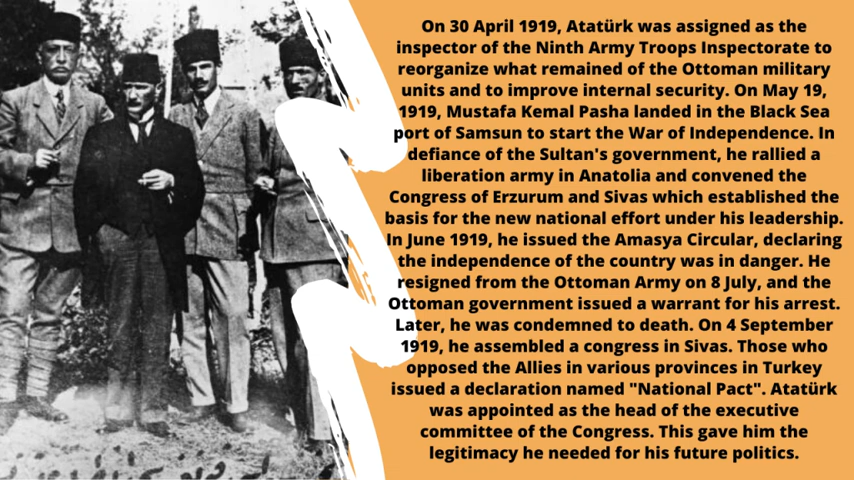 On 30 April 1919, Atatürk was assigned as the
inspector of the Ninth Army Troops Inspectorate to
reorganize what remained of the Ottoman military
units and to improve internal security. On May 19,
1919, Mustafa Kemal Pasha landed in the Black Sea
port of Samsun to start the War of Independence. In
defiance of the Sultan's government, he rallied a
liberation army in Anatolia and convened the
Congress of Erzurum and Sivas which established the
basis for the new national effort under his leadership.
In June 1919, he issued the Amasya Circular, declaring
the independence of the country was in danger. He
resigned from the Ottoman Army on 8 July, and the
Ottoman government issued a warrant for his arrest.
Later, he was condemned to death. On 4 September
1919, he assembled a congress in Sivas. Those who
opposed the Allies in various provinces in Turkey
issued a declaration named "National Pact". Atatürk
was appointed as the head of the executive
committee of the Congress. This gave him the
legitimacy he needed for his future politics.